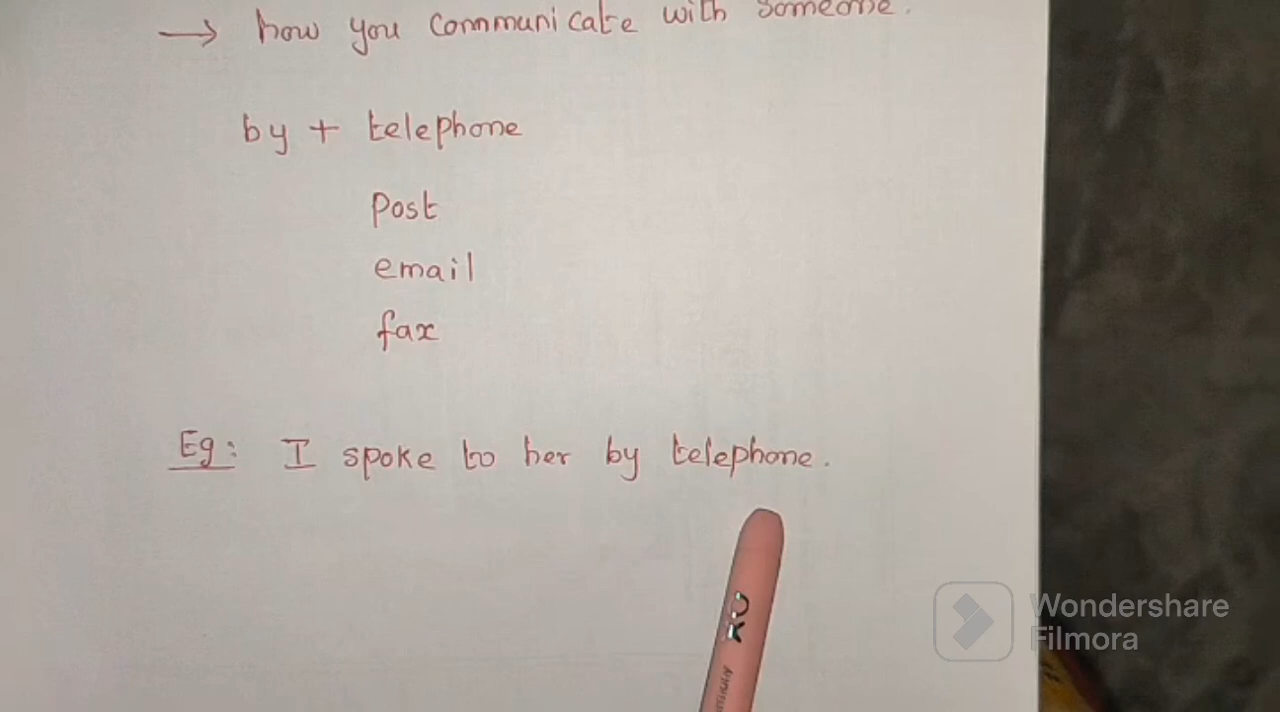 → how you communicate with someone.
by + telephone
post
email
fax
Eg: I spoke to her by telephone.
Wondershare
Filmora